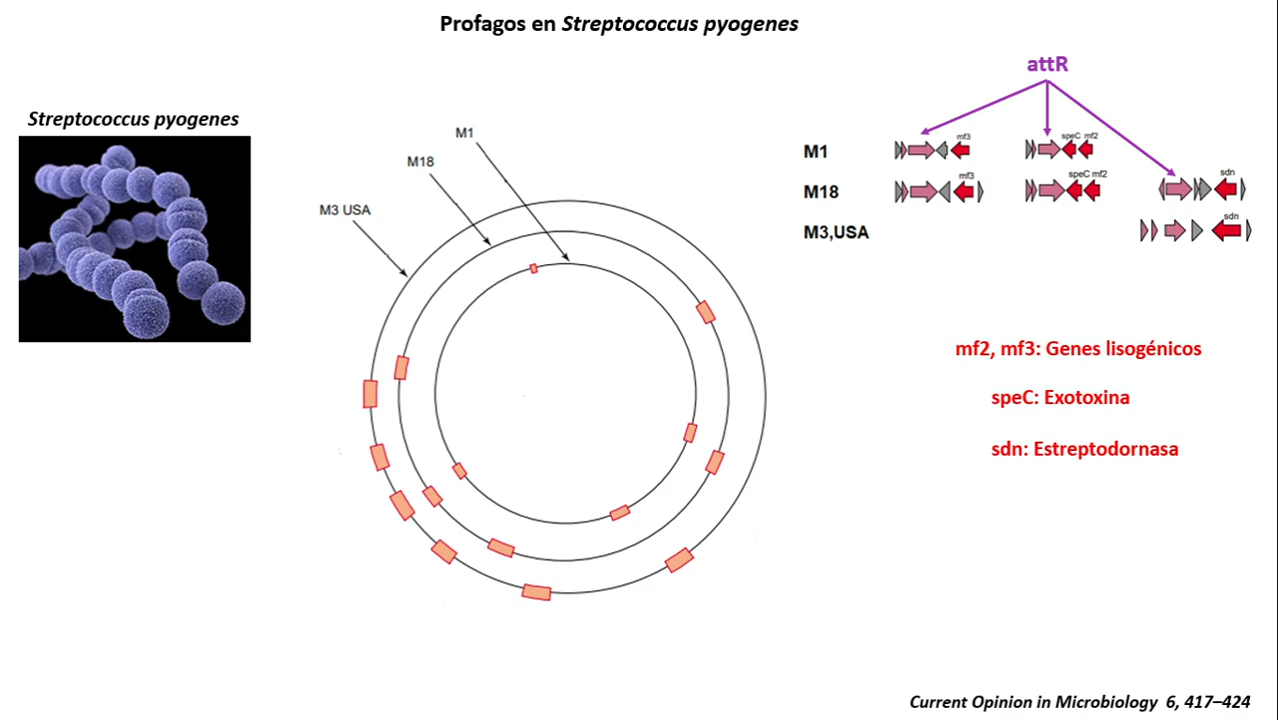 Profagos en Streptococcus pyogenes
Streptococcus pyogenes
M1
M18
M3 USA
attR
M1
mf3
speC mf2
M18
mf3
speC mf2
sdn
M3,USA
sdn
mf2, mf3: Genes lisogénicos
speC: Exotoxina
sdn: Estreptodornasa
Current Opinion in Microbiology 6, 417–424